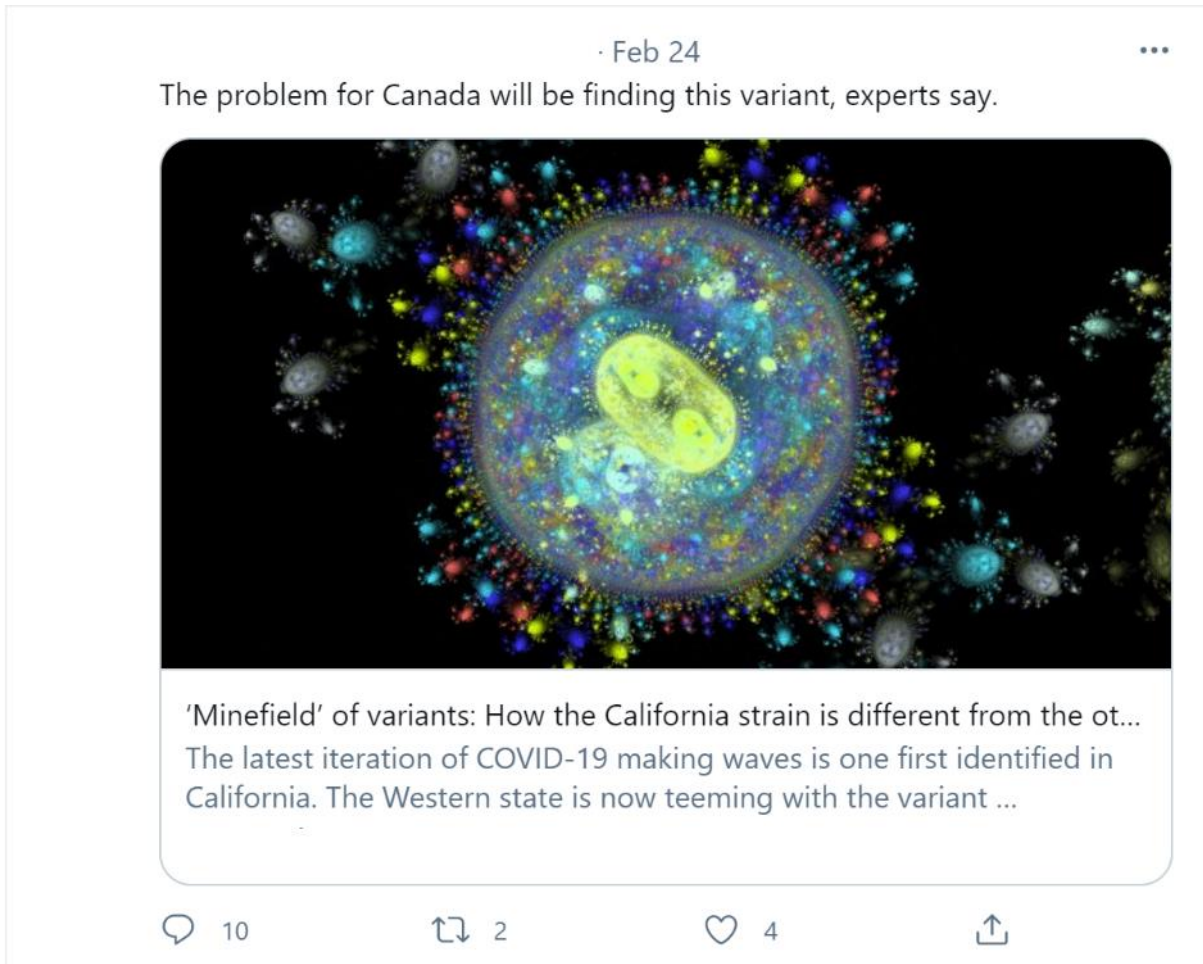 · Feb 24
The problem for Canada will be finding this variant, experts say.
'Minefield' of variants: How the California strain is different from the ot...
The latest iteration of COVID-19 making waves is one first identified in
California. The Western state is now teeming with the variant ...
10 2 4